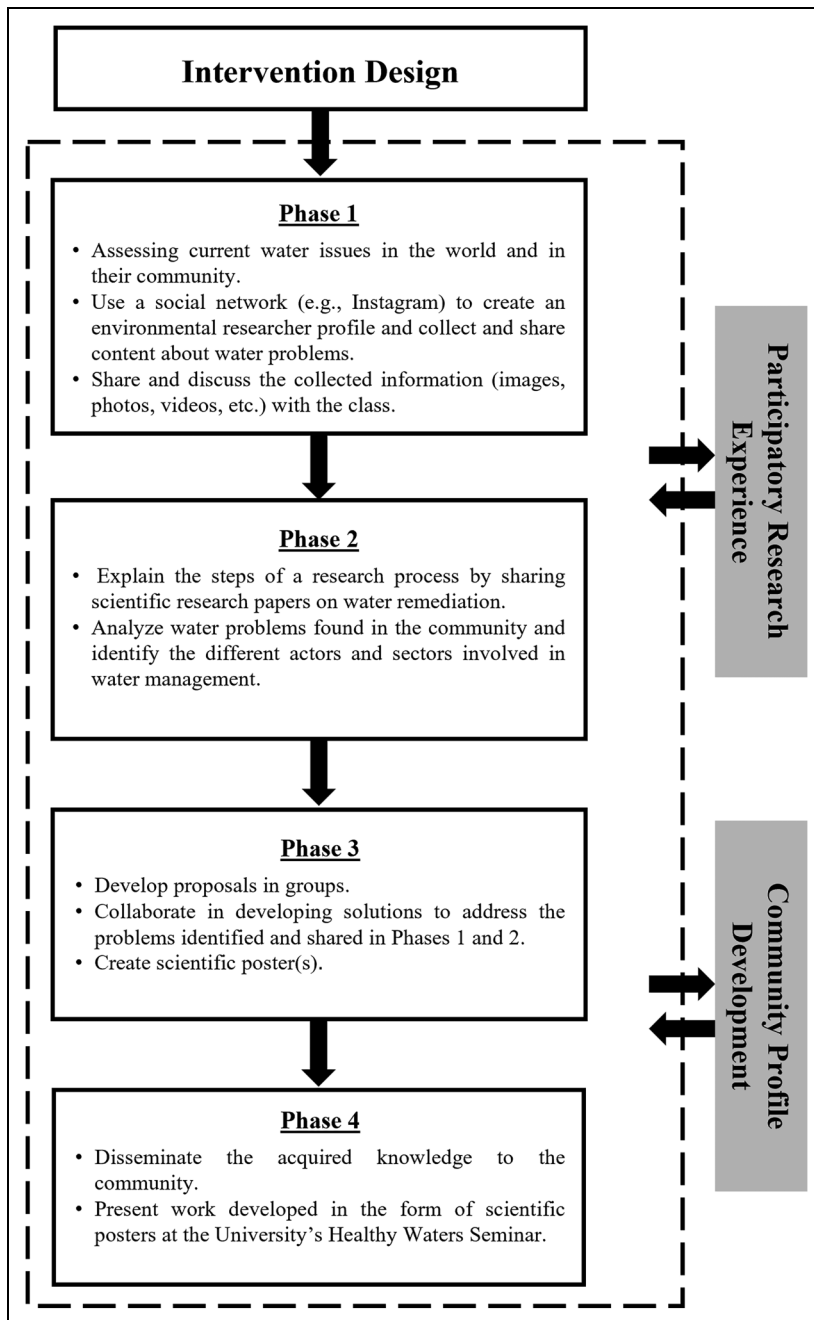 Intervention Design
Phase 1
• Assessing current water issues in the world and in
their community.
• Use a social network (e.g., Instagram) to create an
environmental researcher profile and collect and share
content about water problems.
• Share and discuss the collected information (images,
photos, videos, etc.) with the class.
Phase 2
• Explain the steps of a research process by sharing
scientific research papers on water remediation.
• Analyze water problems found in the community and
identify the different actors and sectors involved in
water management.
Phase 3
• Develop proposals in groups.
• Collaborate in developing solutions to address the
problems identified and shared in Phases 1 and 2.
• Create scientific poster(s).
Phase 4
• Disseminate the acquired knowledge to the
community.
• Present work developed in the form of scientific
posters at the University’s Healthy Waters Seminar.
Participatory Research
Experience
Community Profile
Development